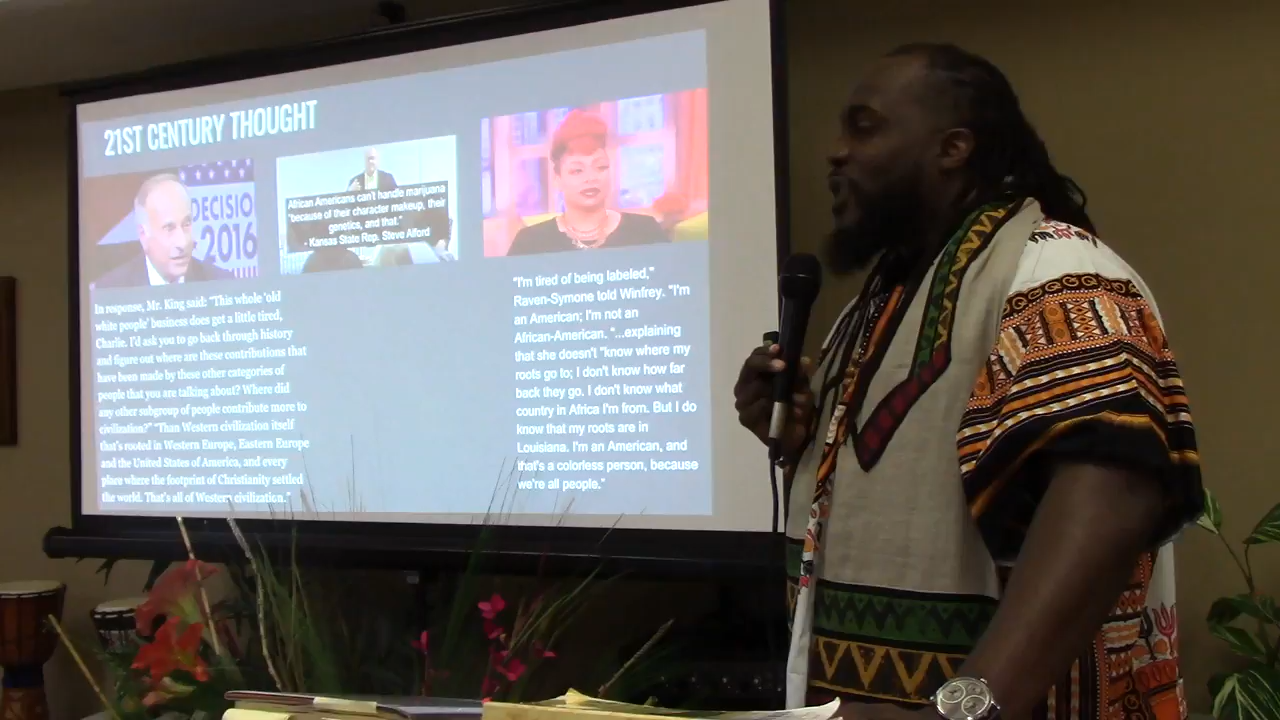 21ST CENTURY THOUGHT
DECISIO
2016
In response, Mr. King said: "This whole 'old
white people' business does get a little tired,
Charlie. I'd ask you to go back through history
and figure out where are these contributions that
have been made by these other categories of
people that you are talking about? Where did
any other subgroup of people contribute more to
civilization?" "Than Western civilization itself
that's rooted in Western Europe, Eastern Europe
and the United States of America, and every
place where the footprint of Christianity settled
the world. That's all of Western civilization."
African Americans can't handle marijuana
"because of their character makeup, their
genetics, and that."
- Kansas State Rep. Steve Alford
"I'm tired of being labeled,"
Raven-Symone told Winfrey. "I'm
an American; I'm not an
African-American. "...explaining
that she doesn't "know where my
roots go to; I don't know how far
back they go. I don't know what
country in Africa I'm from. But I do
know that my roots are in
Louisiana. I'm an American, and
that's a colorless person, because
we're all people."